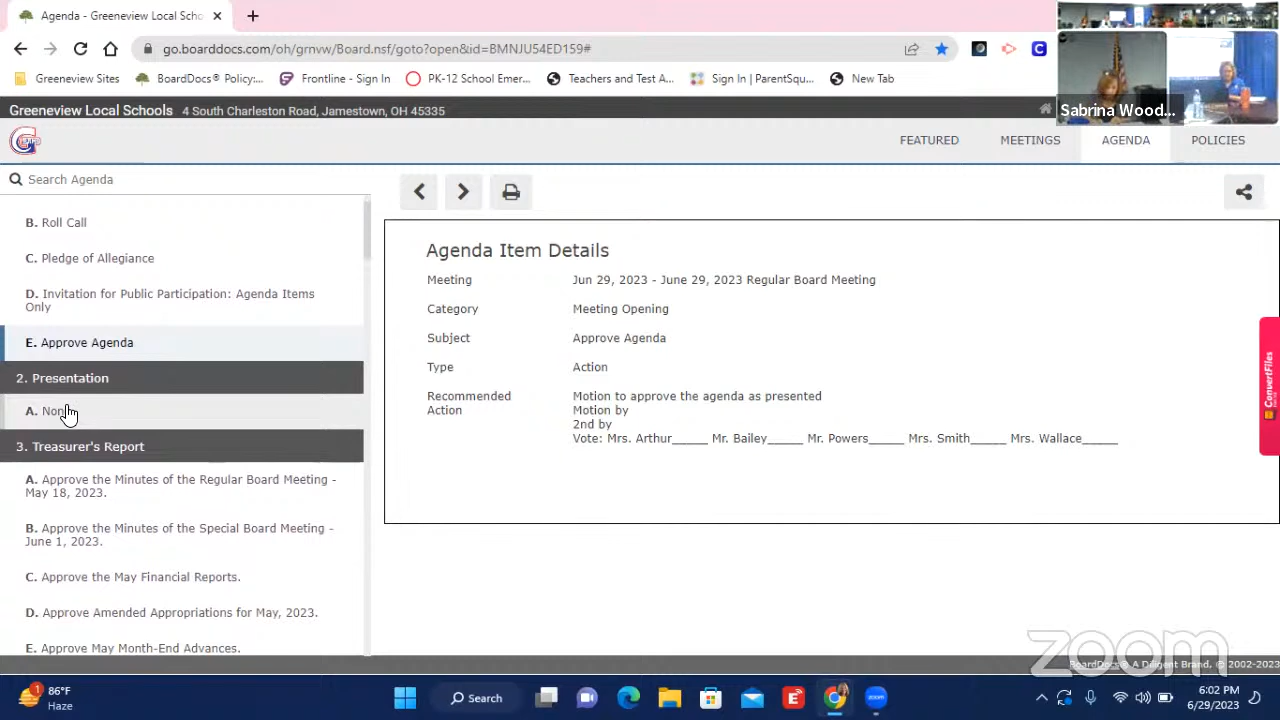 Agenda - Greeneview Local Scho
go.boarddocs.com/oh/grnvw/Board.nsf/goto?open&id=BMNJU54ED159#
Greeneview Sites
BoardDocs® Policy:...
Frontline - Sign In
PK-12 School Emer...
Teachers and Test A...
Sign In | ParentSqu...
New Tab
Sabrina Wood...
Greeneview Local Schools 4 South Charleston Road, Jamestown, OH 45335
FEATURED
MEETINGS
AGENDA
POLICIES
Search Agenda
B. Roll Call
C. Pledge of Allegiance
D. Invitation for Public Participation: Agenda Items
Only
E. Approve Agenda
2. Presentation
A. Non
3. Treasurer's Report
A. Approve the Minutes of the Regular Board Meeting -
May 18, 2023.
B. Approve the Minutes of the Special Board Meeting -
June 1, 2023.
C. Approve the May Financial Reports.
D. Approve Amended Appropriations for May, 2023.
E. Approve May Month-End Advances.
Agenda Item Details
Meeting Jun 29, 2023 - June 29, 2023 Regular Board Meeting
Category Meeting Opening
Subject Approve Agenda
Type Action
Recommended Action
Motion to approve the agenda as presented
Motion by
2nd by
Vote: Mrs. Arthur_____ Mr. Bailey_____ Mr. Powers_____ Mrs. Smith_____ Mrs. Wallace_____
ConvertFiles
zoom
BoardDocs® A Diligent Brand, © 2002-2023
1
86°F
Haze
Search
zoom
6:02 PM
6/29/2023